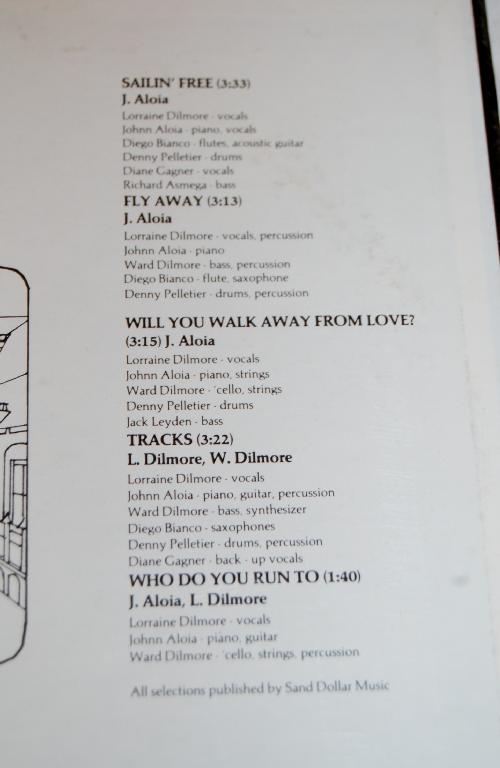 SAILIN' FREE (3:33)
J. Aloia
Lorraine Dilmore - vocals
Johnn Aloia - piano, vocals
Diego Bianco - flutes, acoustic guitar
Denny Pelletier - drums
Diane Gagner - vocals
Richard Asmega - bass
FLY AWAY (3:13)
J. Aloia
Lorraine Dilmore - vocals, percussion
Johnn Aloia - piano
Ward Dilmore - bass, percussion
Diego Bianco - flute, saxophone
Denny Pelletier - drums, percussion
WILL YOU WALK AWAY FROM LOVE?
(3:15) J. Aloia
Lorraine Dilmore - vocals
Johnn Aloia - piano, strings
Ward Dilmore - 'cello, strings
Denny Pelletier - drums
Jack Leyden - bass
TRACKS (3:22)
L. Dilmore, W. Dilmore
Lorraine Dilmore - vocals
Johnn Aloia - piano, guitar, percussion
Ward Dilmore - bass, synthesizer
Diego Bianco - saxophones
Denny Pelletier - drums, percussion
Diane Gagner - back - up vocals
WHO DO YOU RUN TO (1:40)
J. Aloia, L. Dilmore
Lorraine Dilmore - vocals
Johnn Aloia - piano, guitar
Ward Dilmore - 'cello, strings, percussion
All selections published by Sand Dollar Music